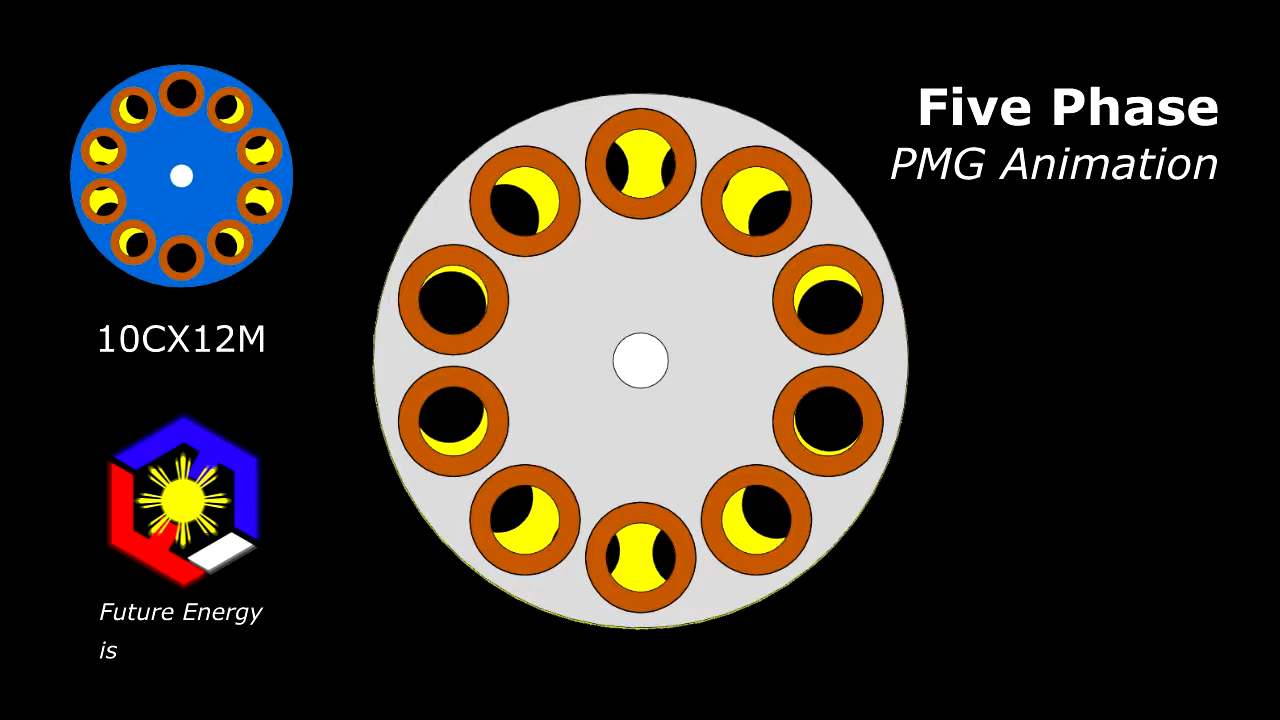 Five Phase
PMG Animation
10CX12M
Future Energy
is